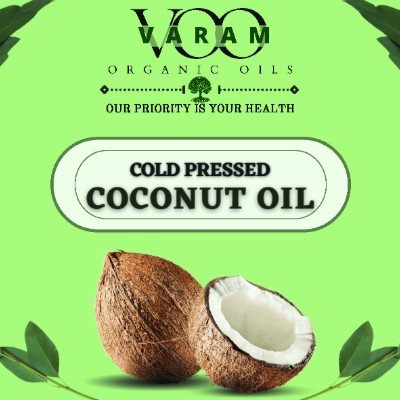 VOO
VARAM
ORGANIC OILS
OUR PRIORITY IS YOUR HEALTH
COLD PRESSED
COCONUT OIL